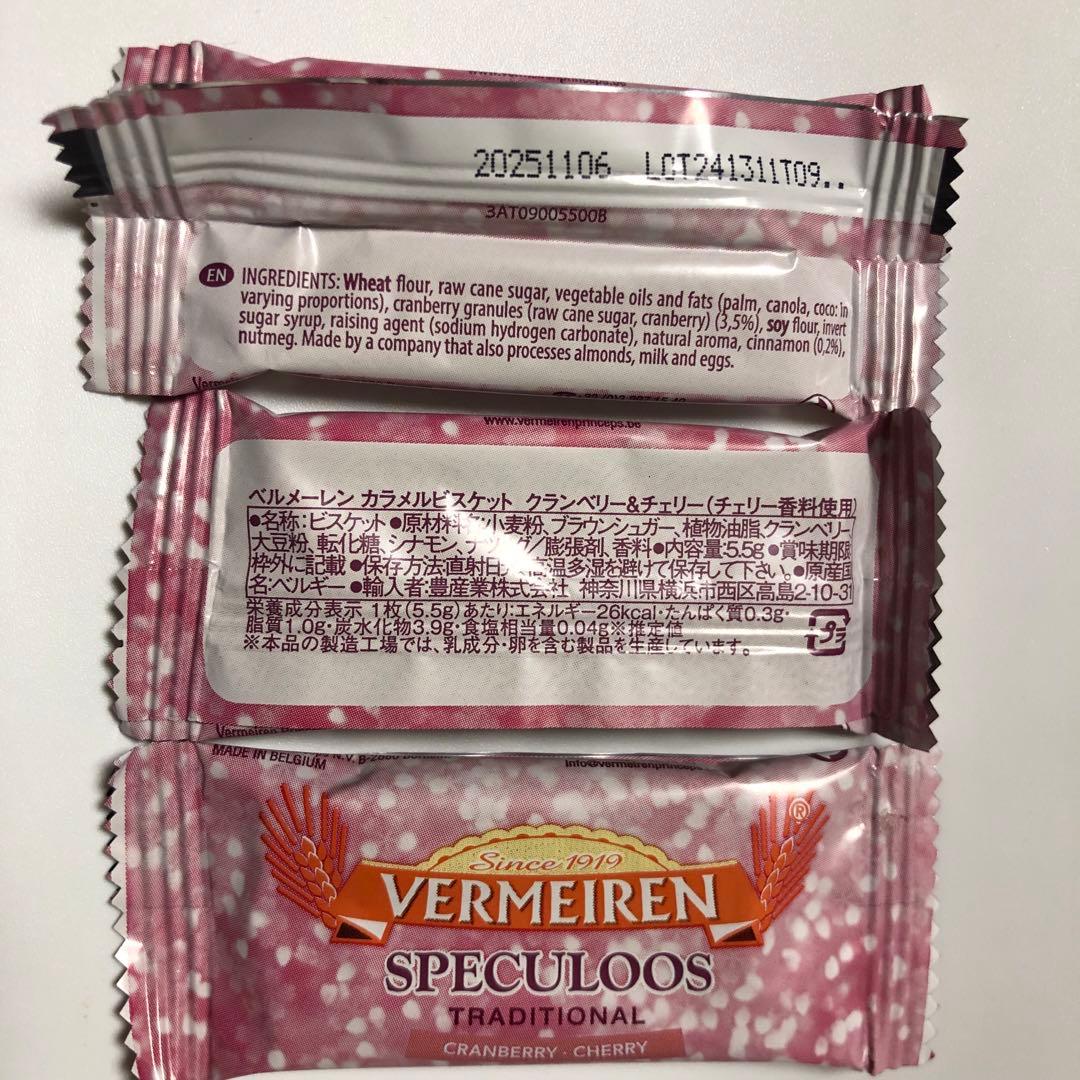 20251106 LGT241311T09..
3AT09005500B
EN INGREDIENTS: Wheat flour, raw cane sugar, vegetable oils and fats (palm, canola, coco: in
varying proportions), cranberry granules (raw cane sugar, cranberry) (3,5%), soy flour, invert
sugar syrup, raising agent (sodium hydrogen carbonate), natural aroma, cinnamon (0,2%),
nutmeg. Made by a company that also processes almonds, milk and eggs.
www.vermeirenprinceps.be
ベルメーレン カラメルビスケット クランベリー&チェリー(チェリー香料使用)
●名称:ビスケット ●原材料名:小麦粉、ブラウンシュガー、植物油脂、クランベリー、
大豆粉、転化糖、シナモン、ナツメグ/膨張剤、香料●内容量:5.5g ●賞味期限:
枠外に記載 ●保存方法:直射日光、高温多湿を避けて保存して下さい。●原産国
名:ベルギー ●輸入者:豊産業株式会社 神奈川県横浜市西区高島2-10-31
栄養成分表示 1枚(5.5g)あたり:エネルギー26kcal・たんぱく質0.3g・
脂質1.0g・炭水化物3.9g・食塩相当量0.04g※推定値
※本品の製造工場では、乳成分・卵を含む製品を生産しています。
プラ
Vermeiren
MADE IN BELGIUM N.V. B-2880
info@vermeirenprinceps
Since 1919
VERMEIREN
®
SPECULOOS
TRADITIONAL
CRANBERRY · CHERRY